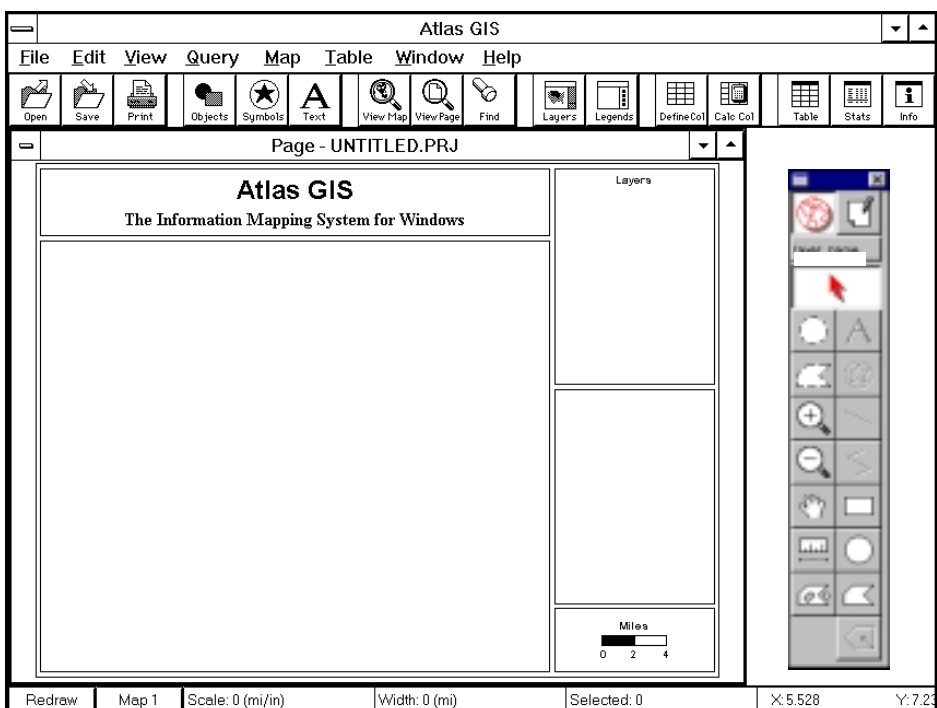 Atlas GIS
File Edit View Query Map Table Window Help
Open Save Print Objects Symbols Text View Map View Page Find Layers Legends Define Col Calc Col Table Stats Info
Page - UNTITLED.PRJ
Atlas GIS
The Information Mapping System for Windows
Layers
Miles
0 2 4
Redraw Map 1 Scale: 0 (mi/in) Width: 0 (mi) Selected: 0 X: 5.528 Y: 7.23